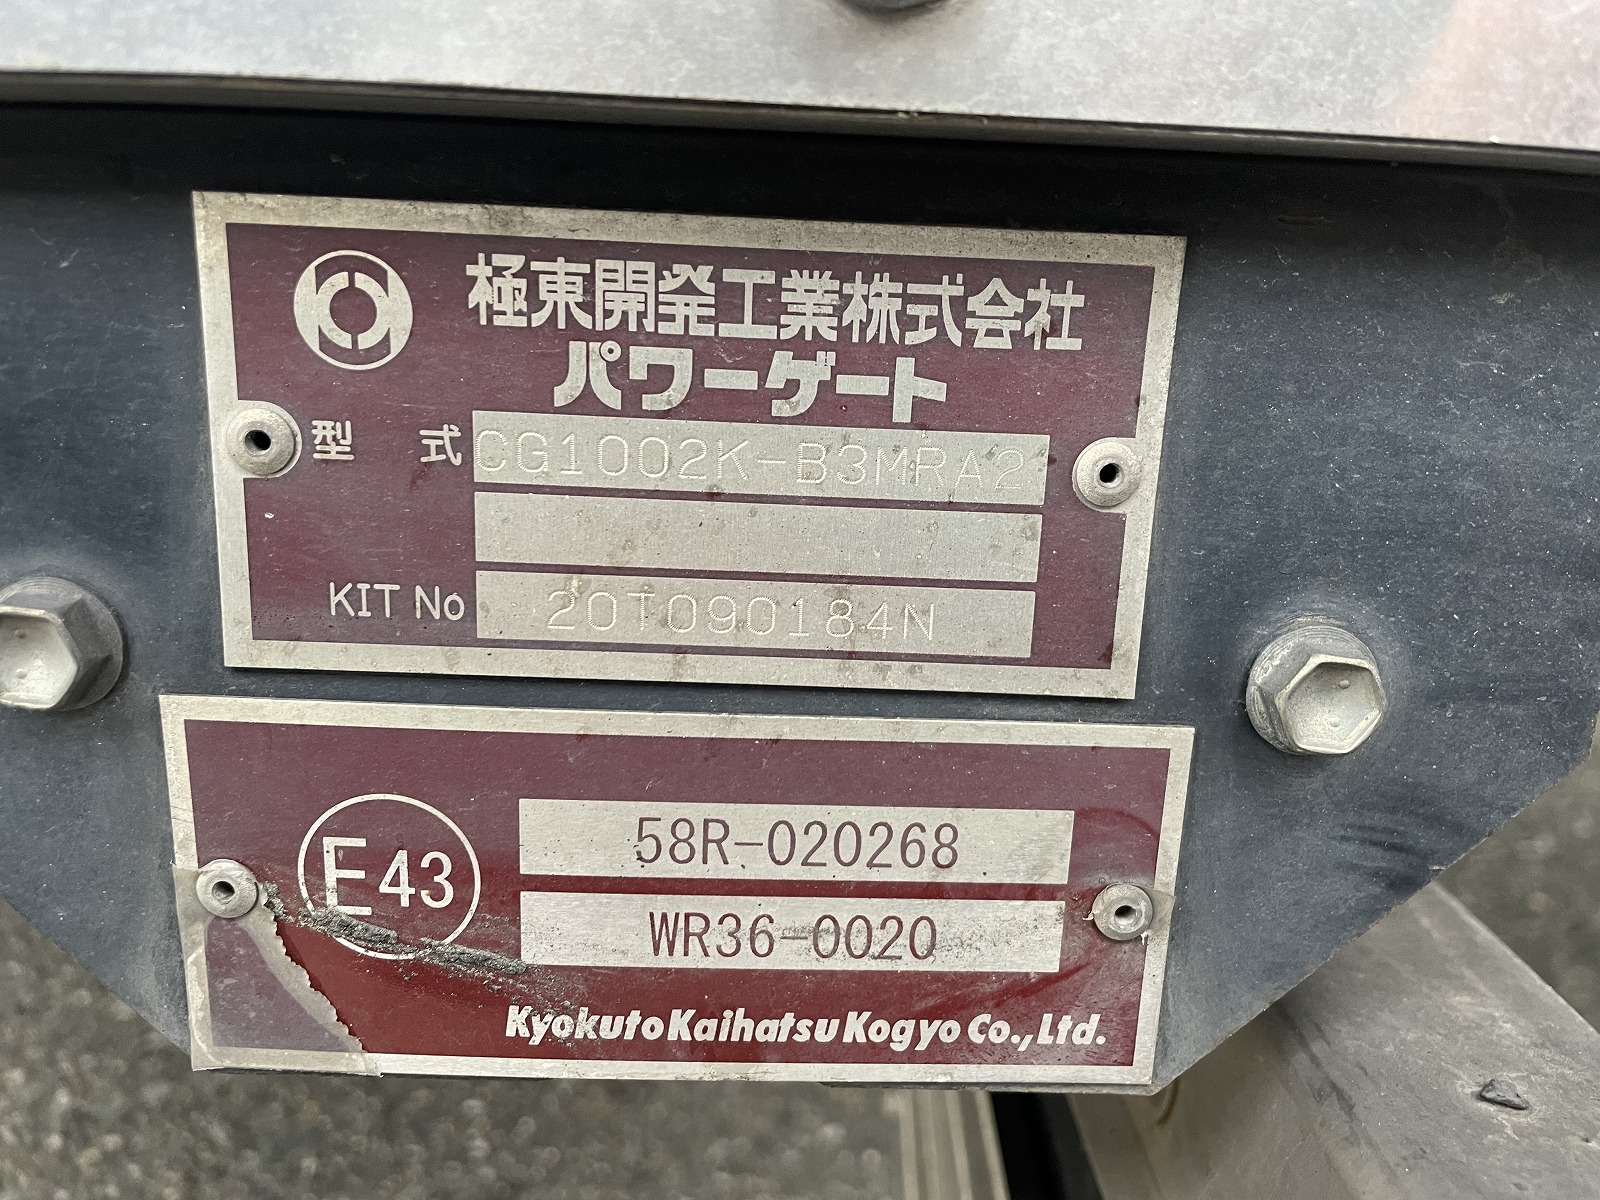 極東開発工業株式会社
パワーゲート
型 式 CG1002K-B3MRA2
KIT No 20T090184N
E43
58R-020268
WR36-0020
Kyokuto Kaihatsu Kogyo Co.,Ltd.